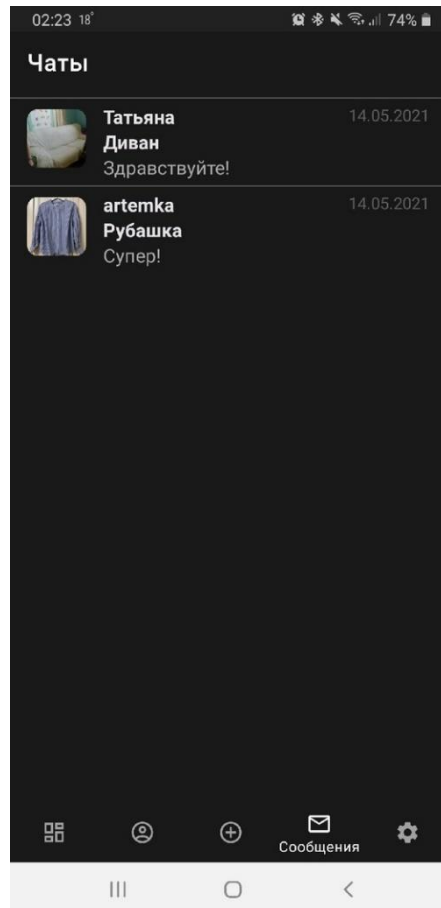 02:23 18° 74%
Чаты
Татьяна 14.05.2021
Диван
Здравствуйте!
artemka 14.05.2021
Рубашка
Супер!
Сообщения